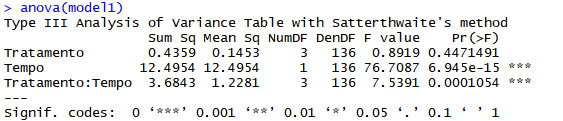 > anova(model1)
Type III Analysis of Variance Table with Satterthwaite's method
                 Sum Sq Mean Sq NumDF DenDF F value    Pr(>F)
Tratamento       0.4359  0.1453     3   136  0.8919 0.4471491
Tempo           12.4954 12.4954     1   136 76.7087 6.945e-15 ***
Tratamento:Tempo 3.6843  1.2281     3   136  7.5391 0.0001054 ***
---
Signif. codes:  0 ‘***’ 0.001 ‘**’ 0.01 ‘*’ 0.05 ‘.’ 0.1 ‘ ’ 1